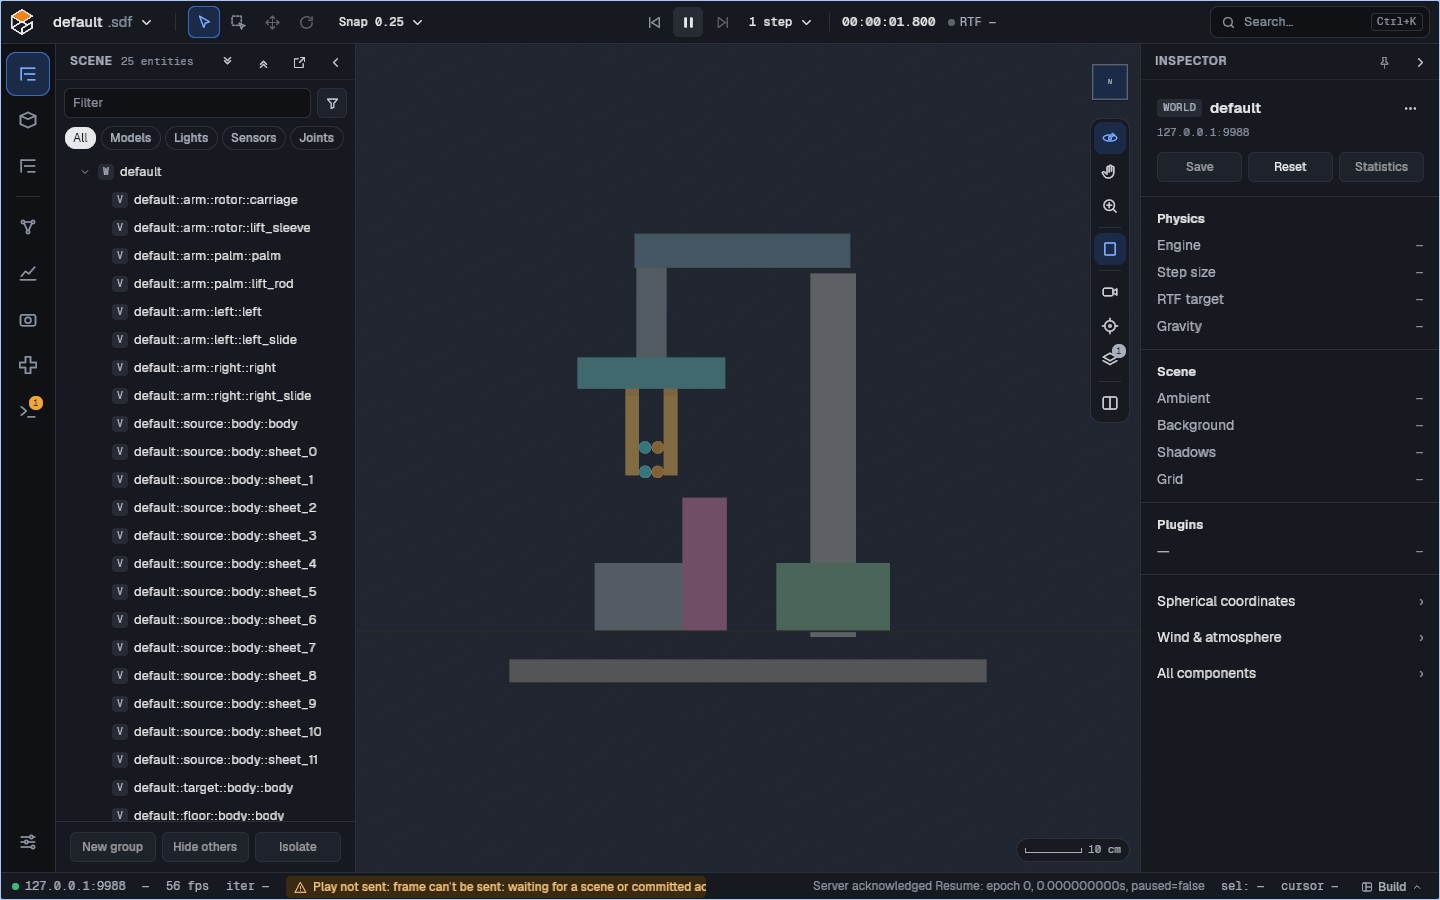 default .sdf
Snap 0.25
1 step
00:00:01.800
RTF –
Search…
Ctrl+K
SCENE 25 entities
Filter
All
Models
Lights
Sensors
Joints
W default
V default::arm::rotor::carriage
V default::arm::rotor::lift_sleeve
V default::arm::palm::palm
V default::arm::palm::lift_rod
V default::arm::left::left
V default::arm::left::left_slide
V default::arm::right::right
V default::arm::right::right_slide
V default::source::body::body
V default::source::body::sheet_0
V default::source::body::sheet_1
V default::source::body::sheet_2
V default::source::body::sheet_3
V default::source::body::sheet_4
V default::source::body::sheet_5
V default::source::body::sheet_6
V default::source::body::sheet_7
V default::source::body::sheet_8
V default::source::body::sheet_9
V default::source::body::sheet_10
V default::source::body::sheet_11
V default::target::body::body
V default::floor::body::body
New group
Hide others
Isolate
1
N
1
10 cm
INSPECTOR
WORLD default
127.0.0.1:9988
Save
Reset
Statistics
Physics
Engine –
Step size –
RTF target –
Gravity –
Scene
Ambient –
Background –
Shadows –
Grid –
Plugins
— –
Spherical coordinates
Wind & atmosphere
All components
127.0.0.1:9988 – 56 fps iter –
Play not sent: frame can't be sent: waiting for a scene or committed ac
Server acknowledged Resume: epoch 0, 0.000000000s, paused=false
sel: – cursor –
Build